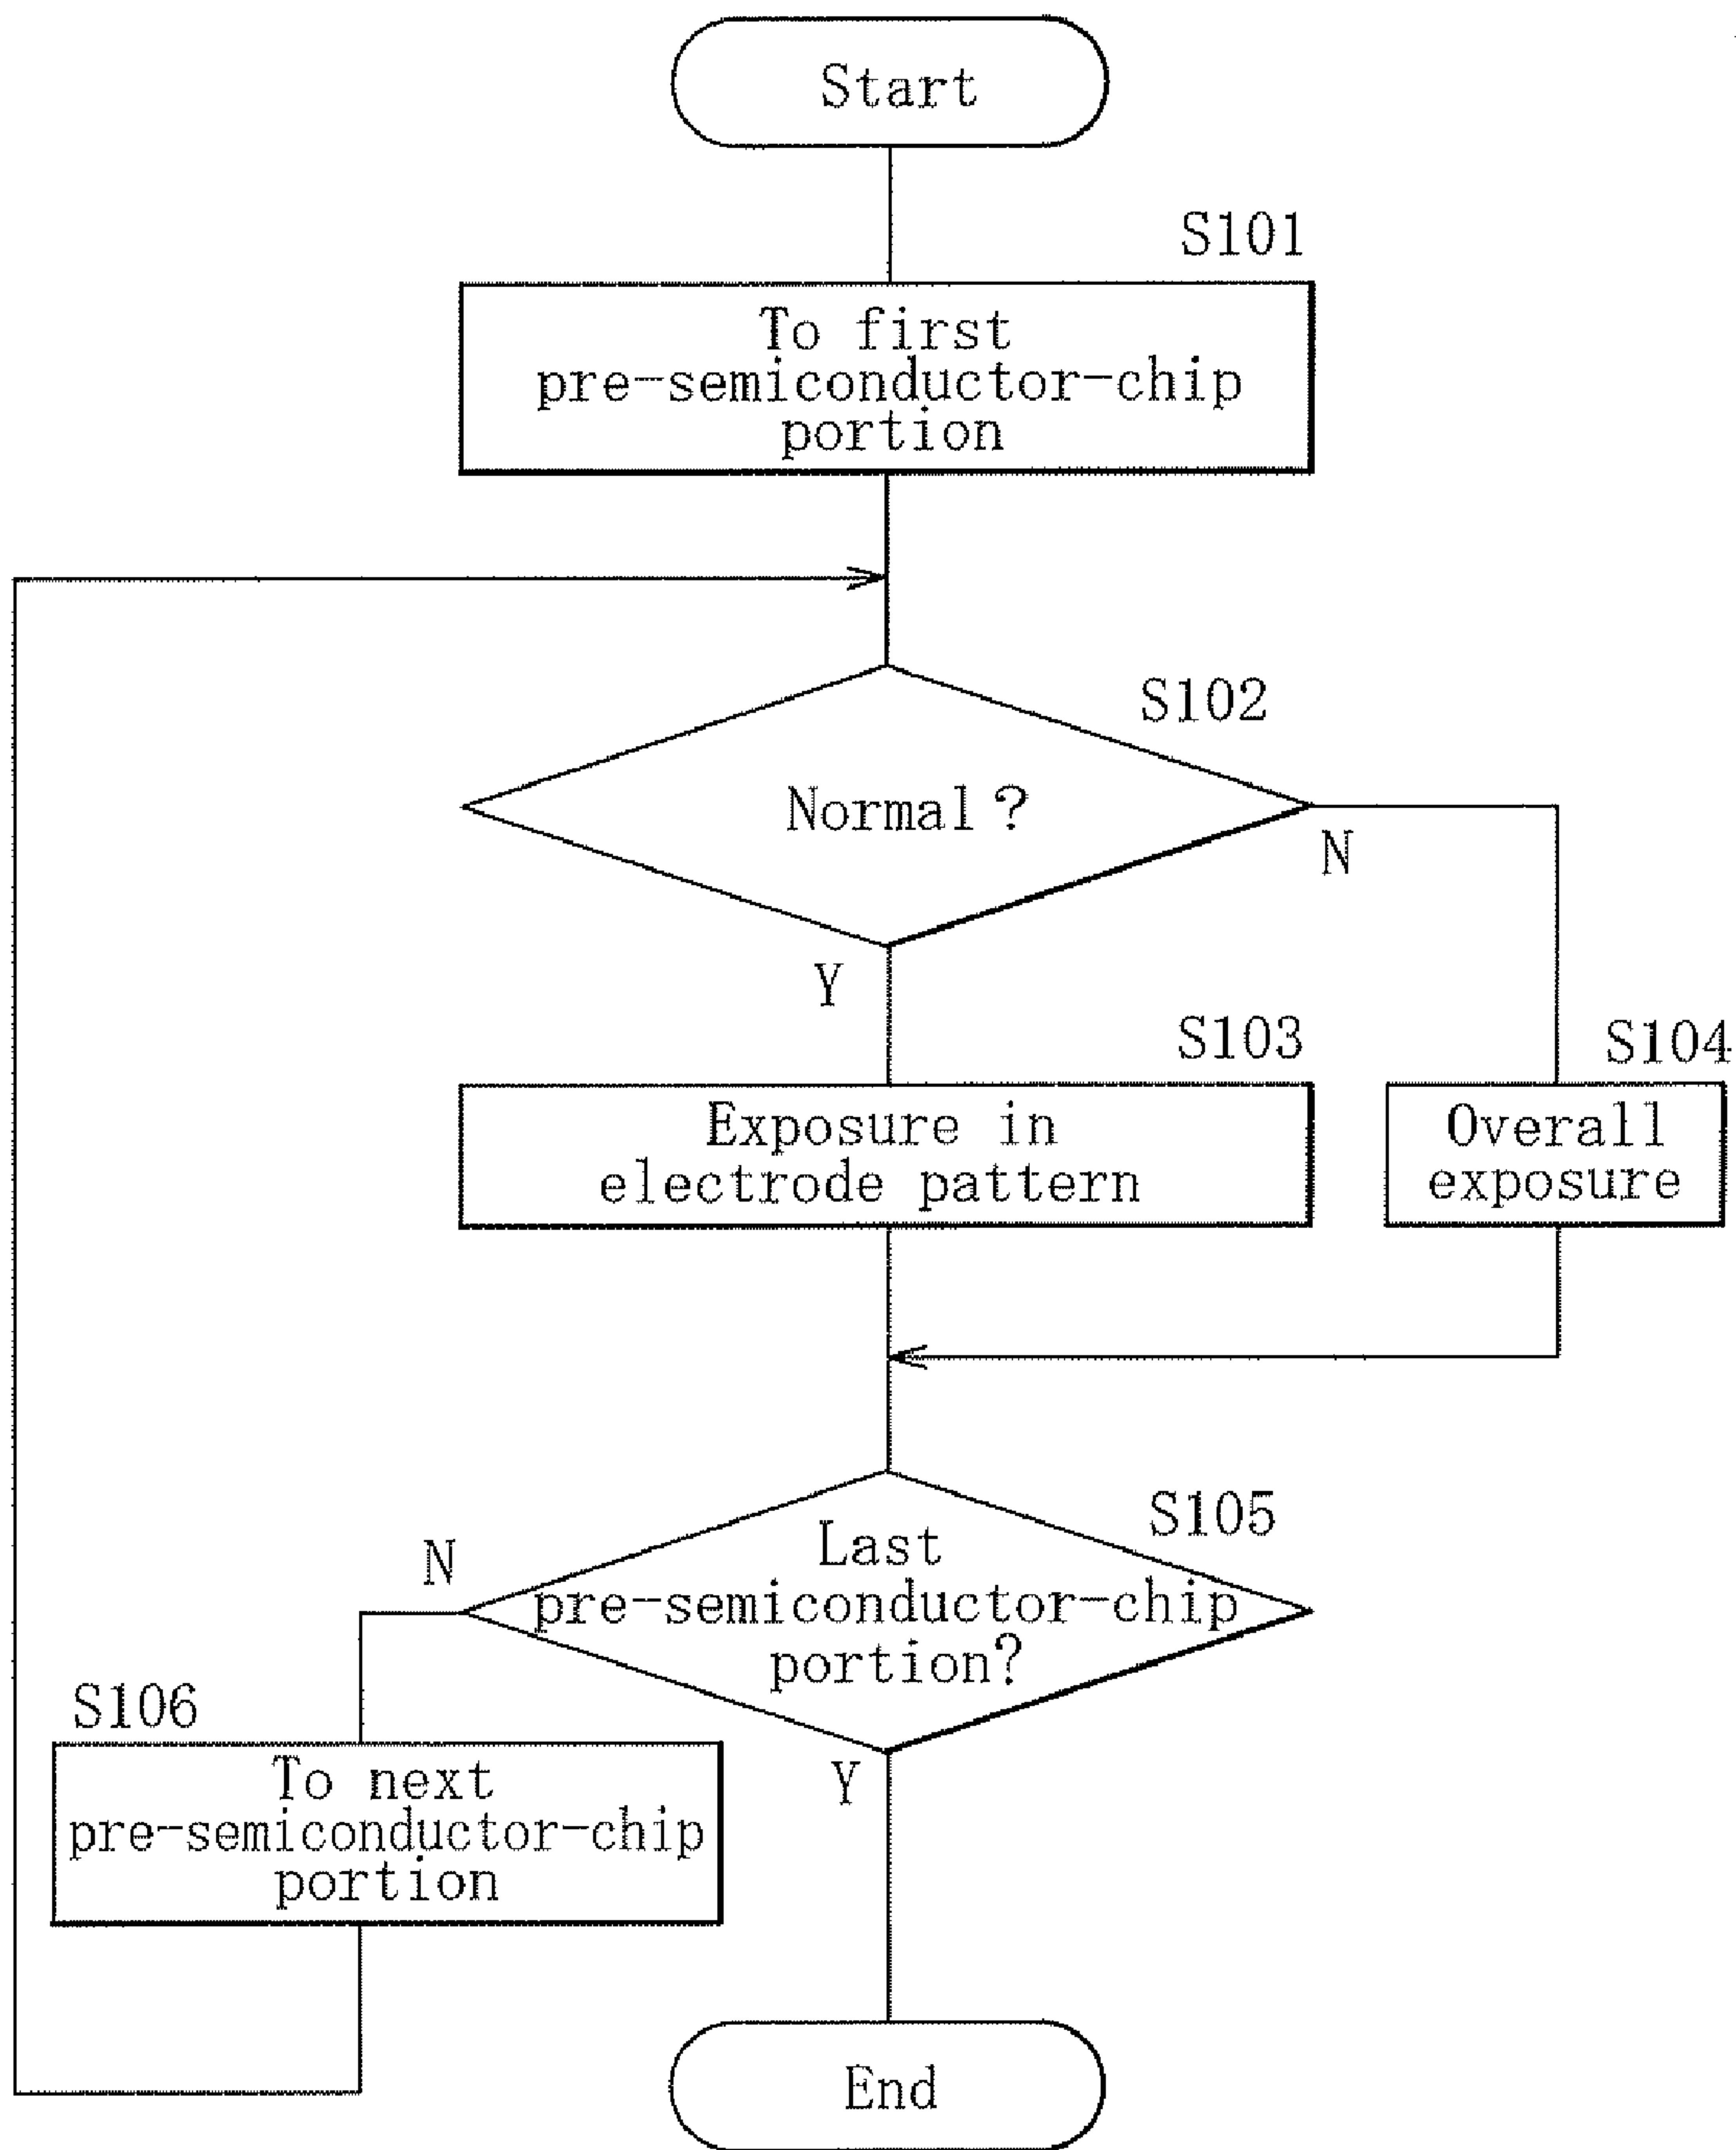 Start
S101
To first
pre-semiconductor-chip
portion
S102
Normal?
N
Y
S103
Exposure in
electrode pattern
S104
Overall
exposure
S105
Last
pre-semiconductor-chip
portion?
N
Y
S106
To next
pre-semiconductor-chip
portion
End